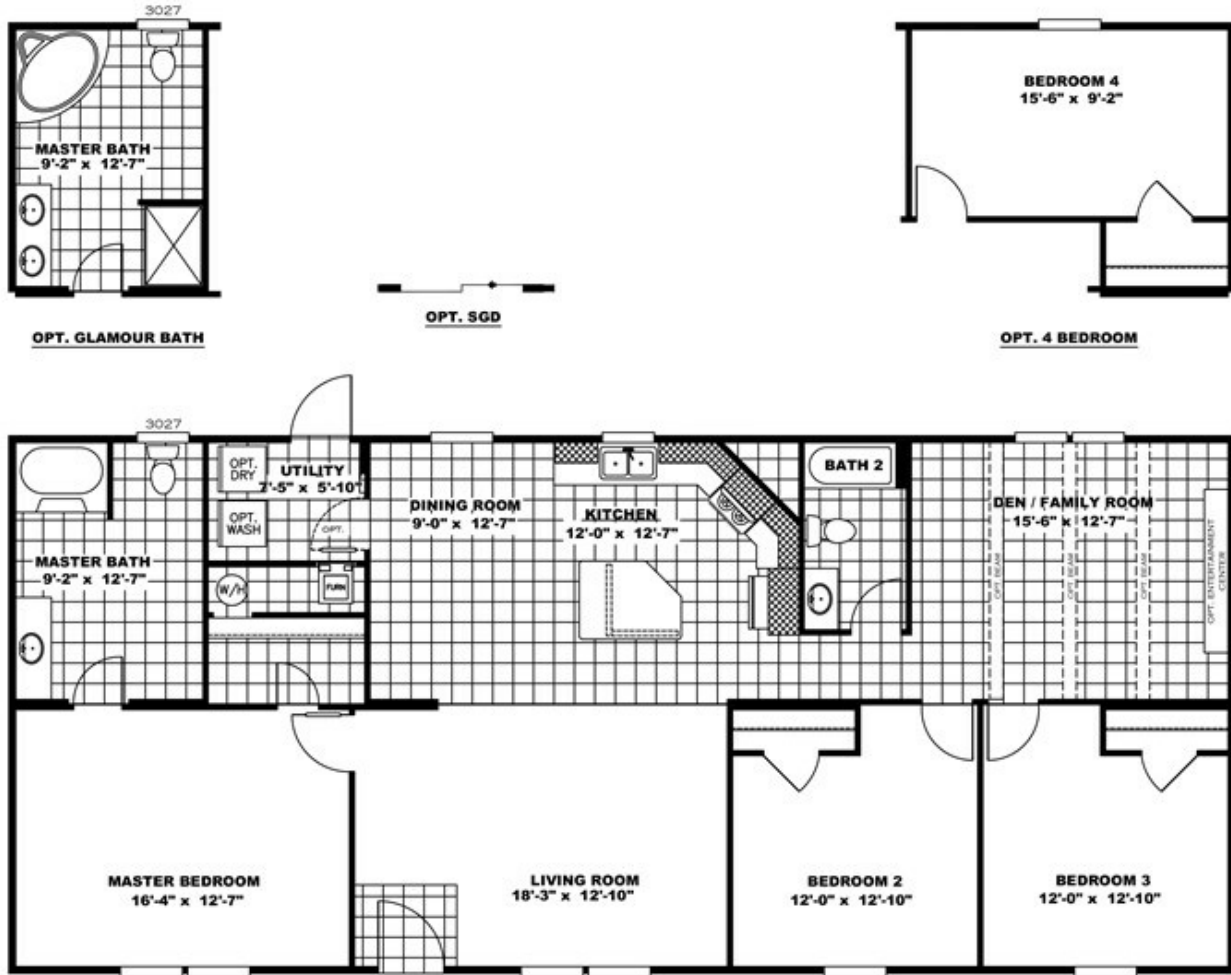 3027
MASTER BATH
9'-2" x 12'-7"
OPT. GLAMOUR BATH
OPT. SGD
BEDROOM 4
15'-6" x 9'-2"
OPT. 4 BEDROOM
3027
MASTER BATH
9'-2" x 12'-7"
OPT.
DRY
OPT.
WASH
UTILITY
7'-5" x 5'-10"
OPT.
W/H
FURN
DINING ROOM
9'-0" x 12'-7"
KITCHEN
12'-0" x 12'-7"
BATH 2
DEN / FAMILY ROOM
15'-6" x 12'-7"
OPT. BEAM
OPT. BEAM
OPT. BEAM
OPT. ENTERTAINMENT
CENTER
MASTER BEDROOM
16'-4" x 12'-7"
LIVING ROOM
18'-3" x 12'-10"
BEDROOM 2
12'-0" x 12'-10"
BEDROOM 3
12'-0" x 12'-10"